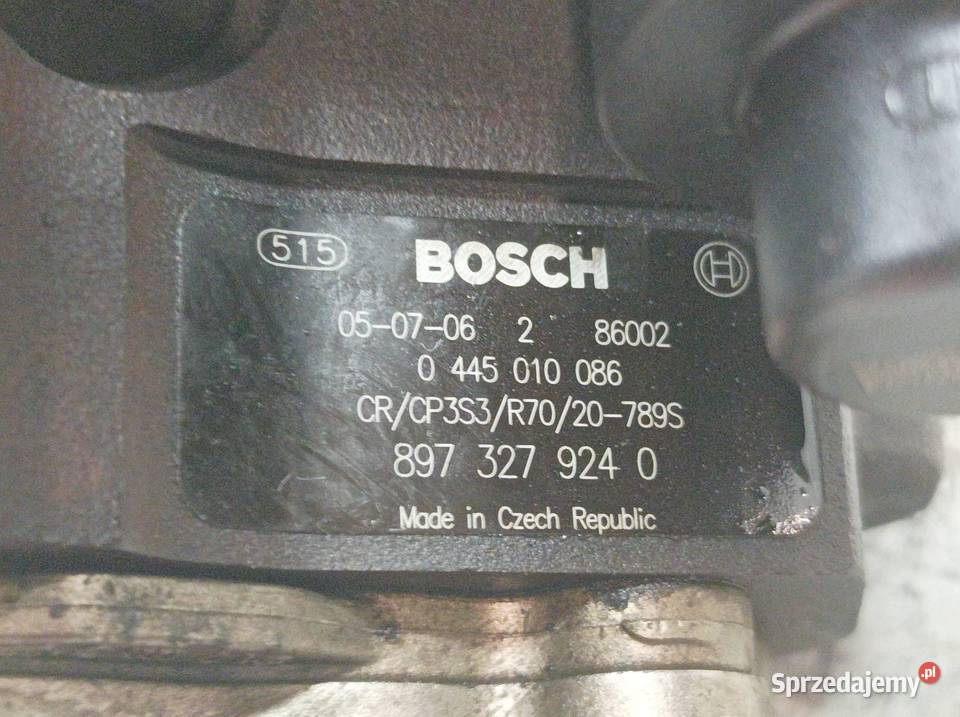 515 BOSCH
05-07-06 2 86002
0 445 010 086
CR/CP3S3/R70/20-789S
897 327 924 0
Made in Czech Republic
Sprzedajemy.pl